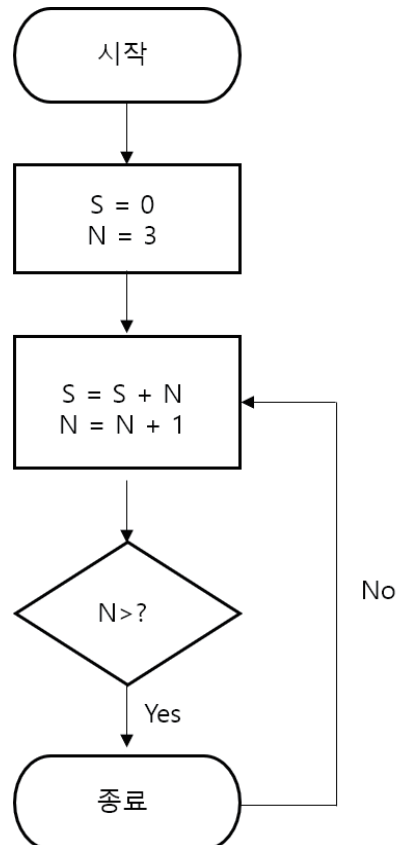 시작
S = 0
N = 3
S = S + N
N = N + 1
N>?
No
Yes
종료